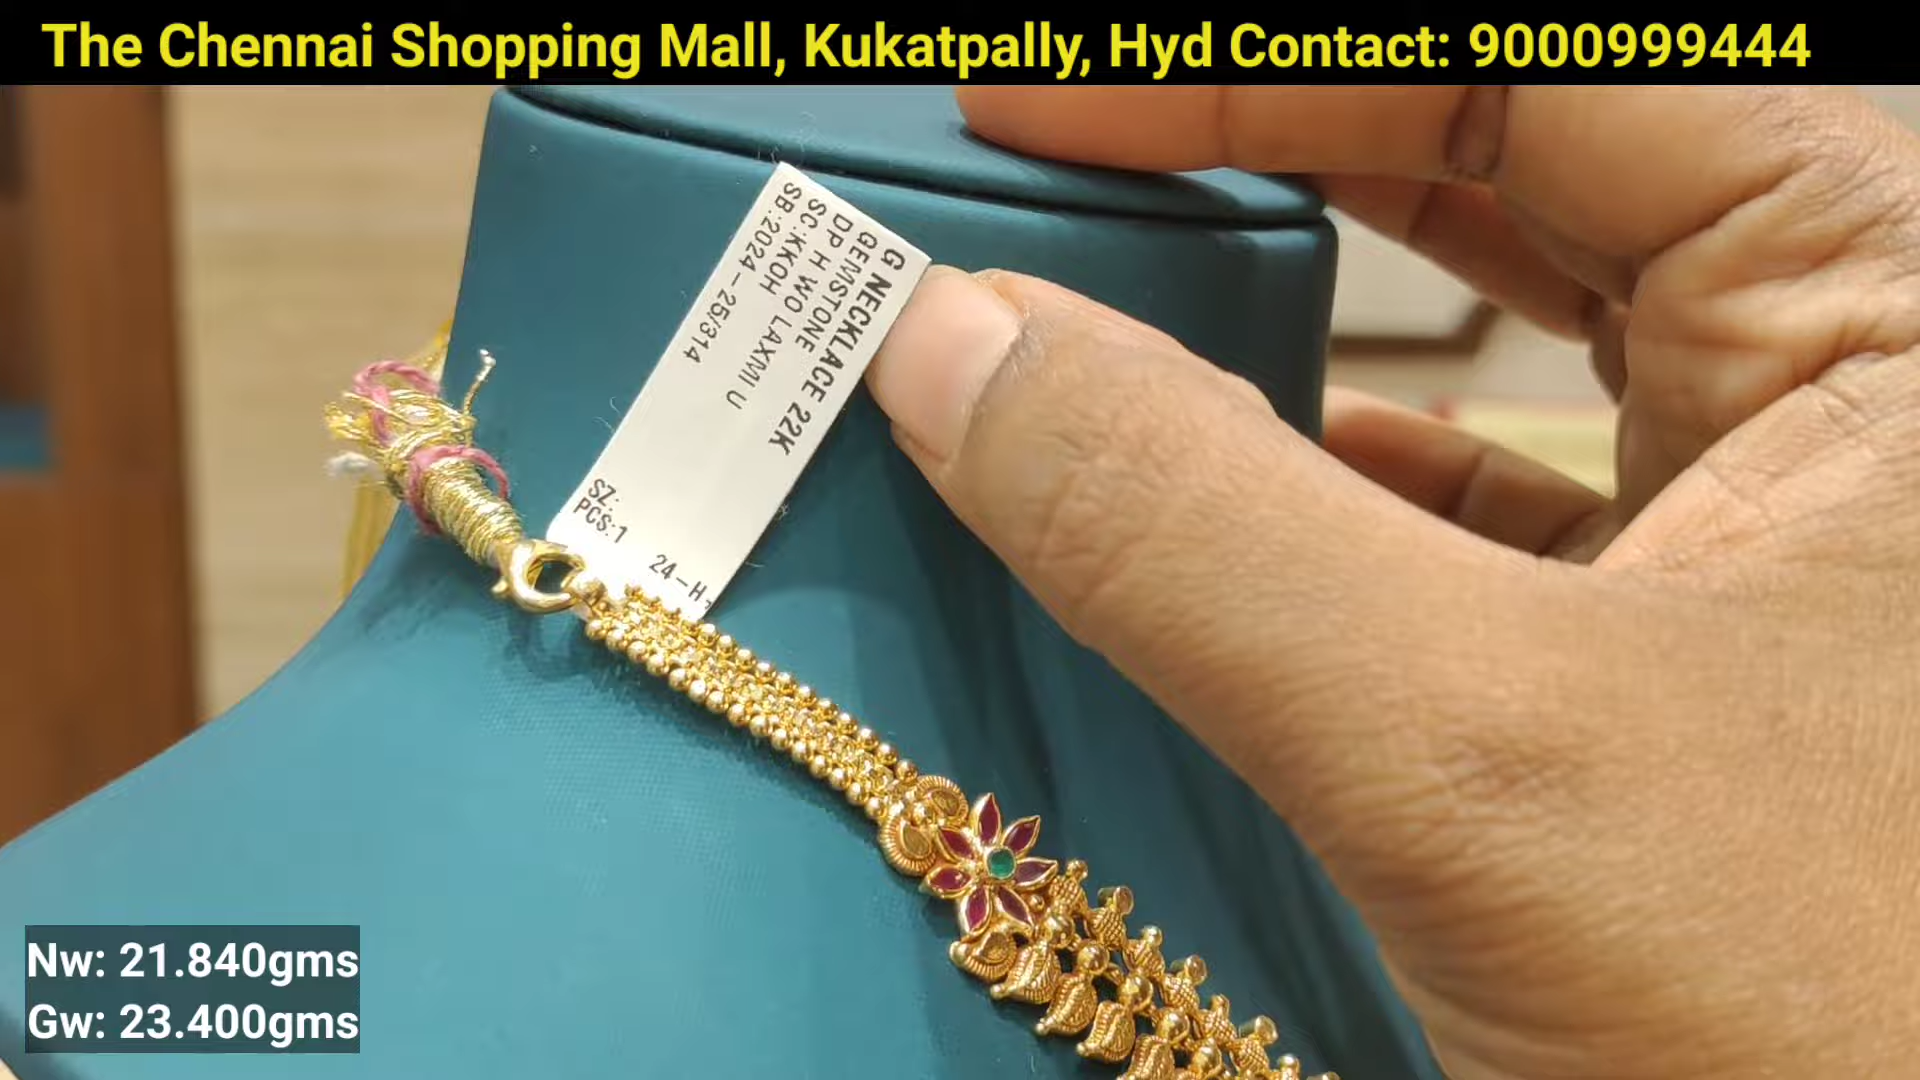 The Chennai Shopping Mall, Kukatpally, Hyd Contact: 9000999444
G NECKLACE 22K
GEMSTONE
DP H WO LAXMI U
SC:KKOH
SB:2024-25/314
SZ:
PCS:1
24-H
Nw: 21.840gms
Gw: 23.400gms